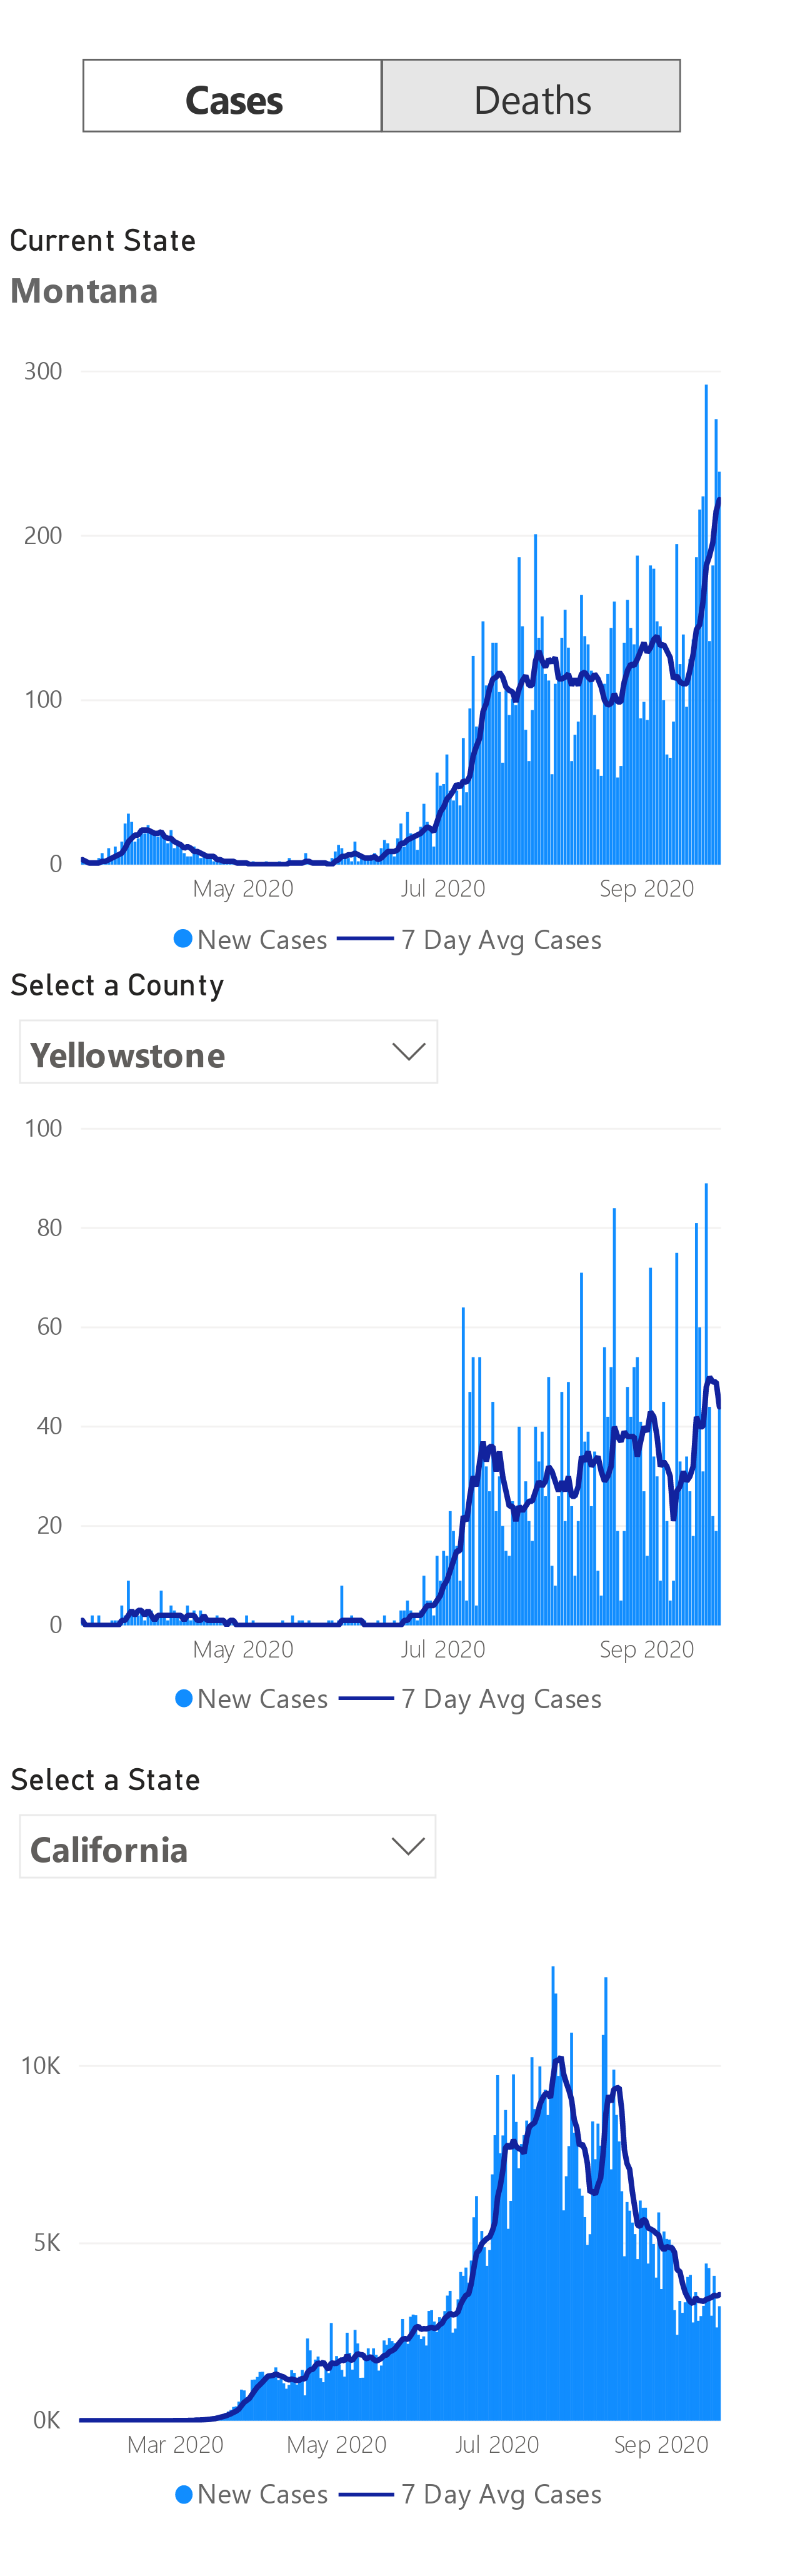 Cases Deaths
Current State
Montana
300
200
100
0
May 2020 Jul 2020 Sep 2020
New Cases 7 Day Avg Cases
Select a County
Yellowstone
100
80
60
40
20
0
May 2020 Jul 2020 Sep 2020
New Cases 7 Day Avg Cases
Select a State
California
10K
5K
0K
Mar 2020 May 2020 Jul 2020 Sep 2020
New Cases 7 Day Avg Cases